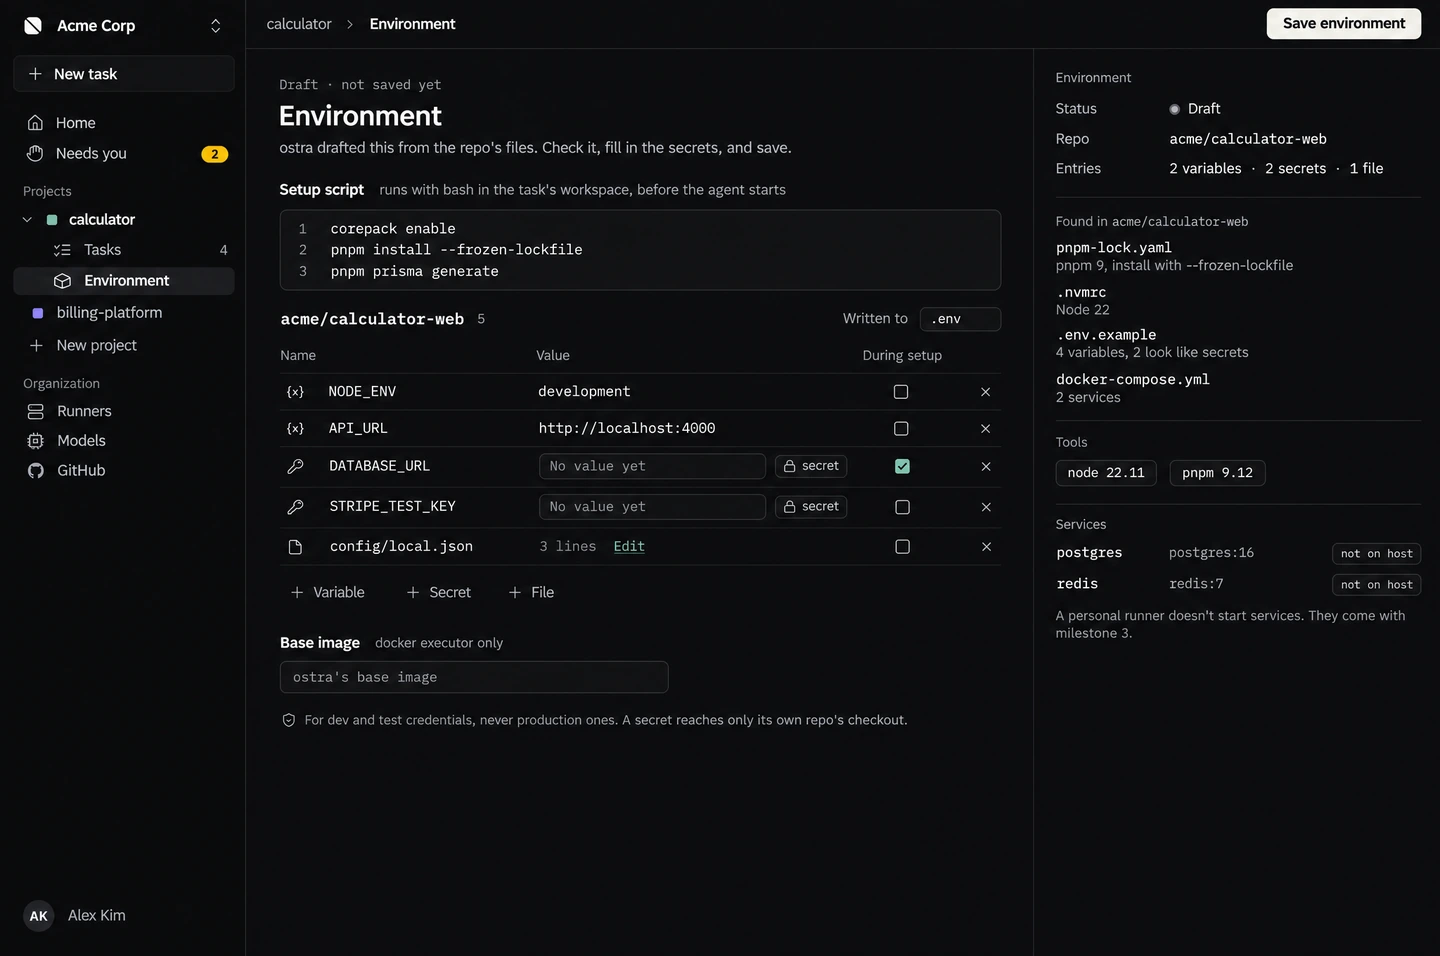 Acme Corp
New task
Home
Needs you 2
Projects
calculator
Tasks 4
Environment
billing-platform
New project
Organization
Runners
Models
GitHub
AK Alex Kim
calculator > Environment
Save environment
Draft · not saved yet
Environment
ostra drafted this from the repo's files. Check it, fill in the secrets, and save.
Setup script runs with bash in the task's workspace, before the agent starts
1 corepack enable
2 pnpm install --frozen-lockfile
3 pnpm prisma generate
acme/calculator-web 5 Written to .env
Name Value During setup
{x} NODE_ENV development
{x} API_URL http://localhost:4000
DATABASE_URL No value yet secret
STRIPE_TEST_KEY No value yet secret
config/local.json 3 lines Edit
+ Variable + Secret + File
Base image docker executor only
ostra's base image
For dev and test credentials, never production ones. A secret reaches only its own repo's checkout.
Environment
Status Draft
Repo acme/calculator-web
Entries 2 variables · 2 secrets · 1 file
Found in acme/calculator-web
pnpm-lock.yaml
pnpm 9, install with --frozen-lockfile
.nvmrc
Node 22
.env.example
4 variables, 2 look like secrets
docker-compose.yml
2 services
Tools
node 22.11 pnpm 9.12
Services
postgres postgres:16 not on host
redis redis:7 not on host
A personal runner doesn't start services. They come with
milestone 3.